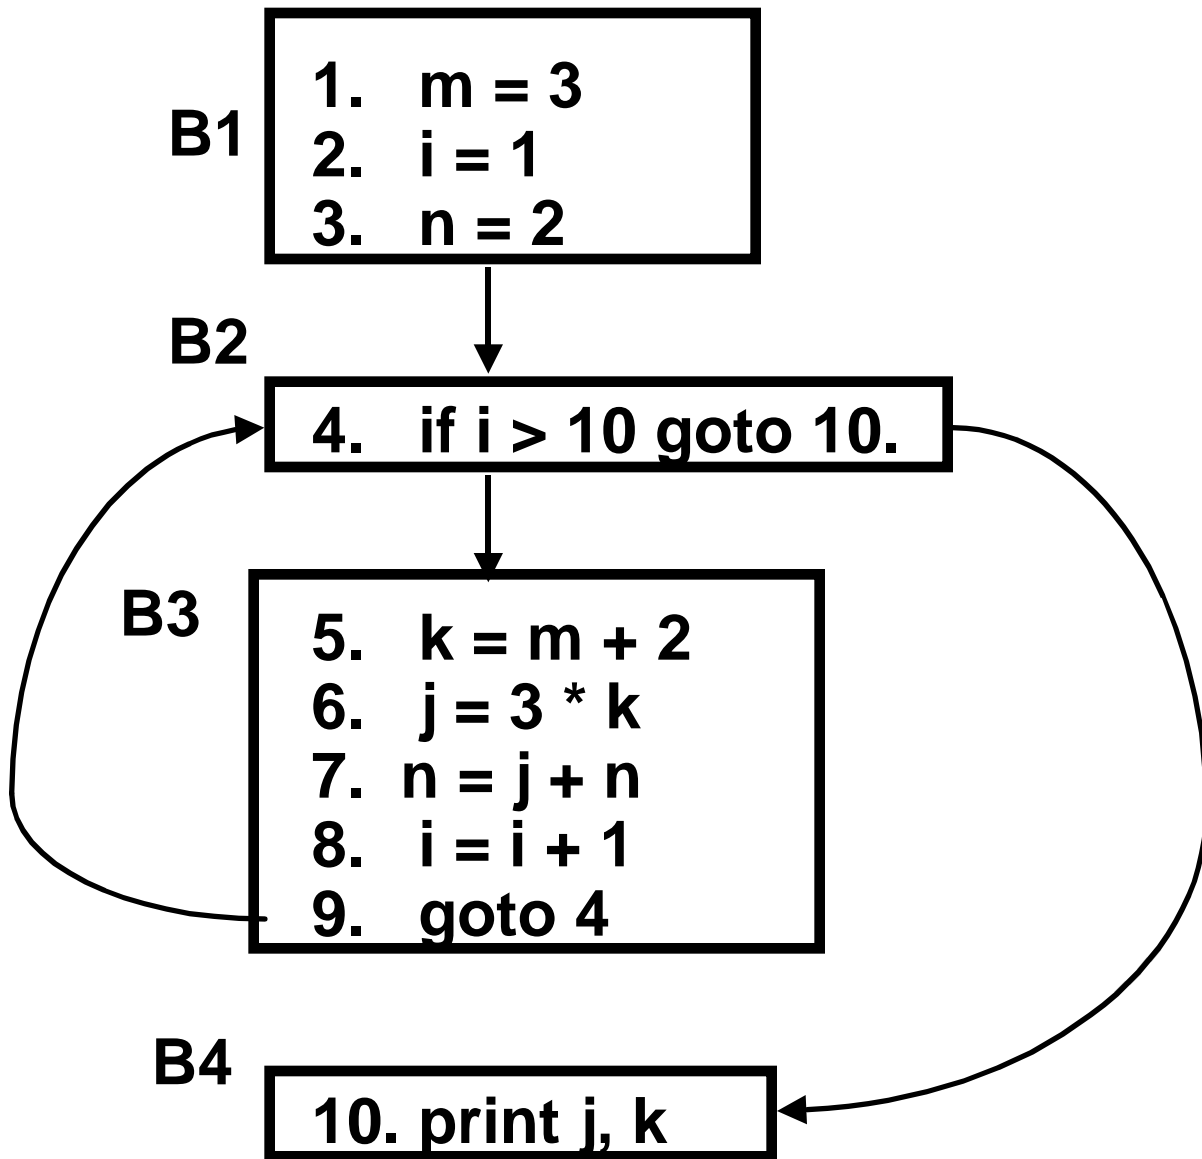 B1
1. m = 3
2. i = 1
3. n = 2
B2
4. if i > 10 goto 10.
B3
5. k = m + 2
6. j = 3 * k
7. n = j + n
8. i = i + 1
9. goto 4
B4
10. print j, k